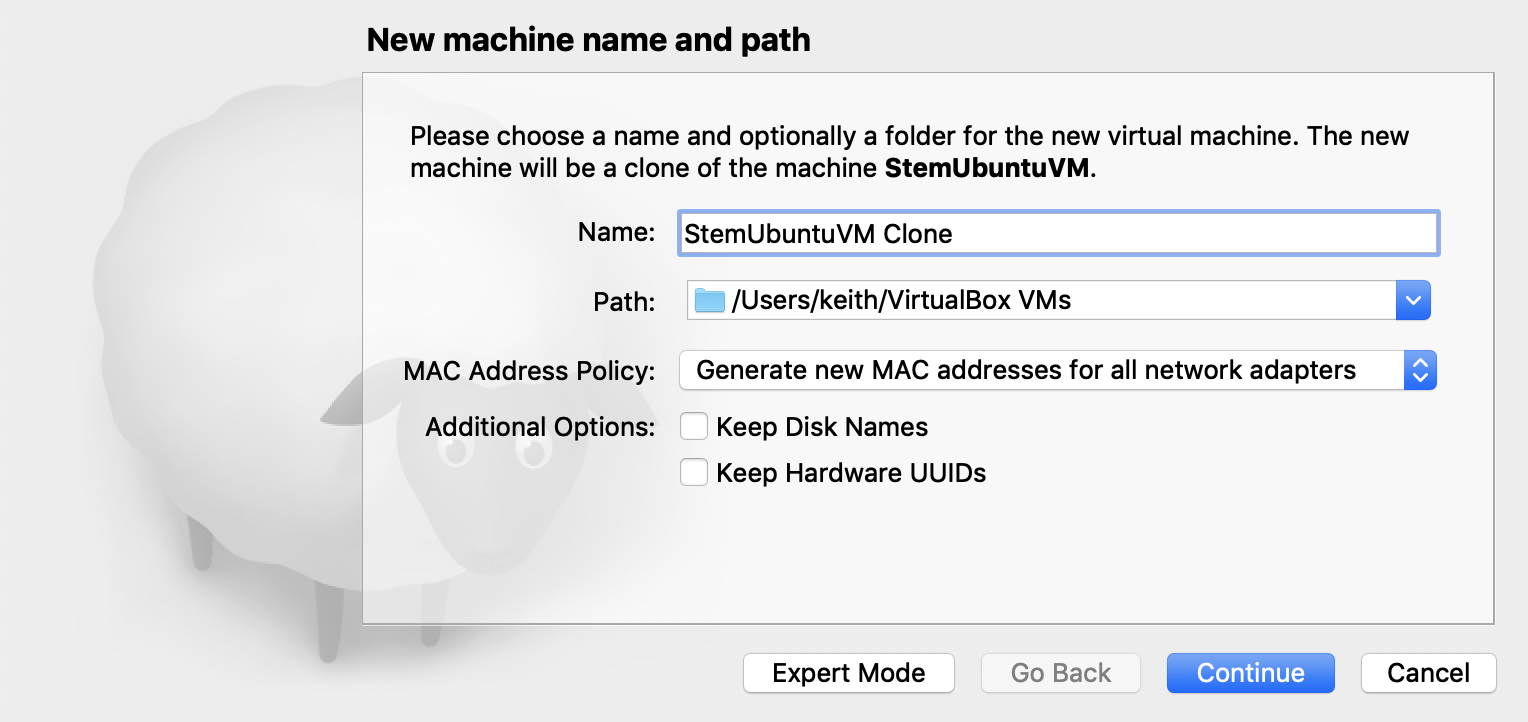 New machine name and path
Please choose a name and optionally a folder for the new virtual machine. The new
machine will be a clone of the machine StemUbuntuVM.
Name: StemUbuntuVM Clone
Path: /Users/keith/VirtualBox VMs
MAC Address Policy: Generate new MAC addresses for all network adapters
Additional Options: Keep Disk Names
Keep Hardware UUIDs
Expert Mode Go Back Continue Cancel